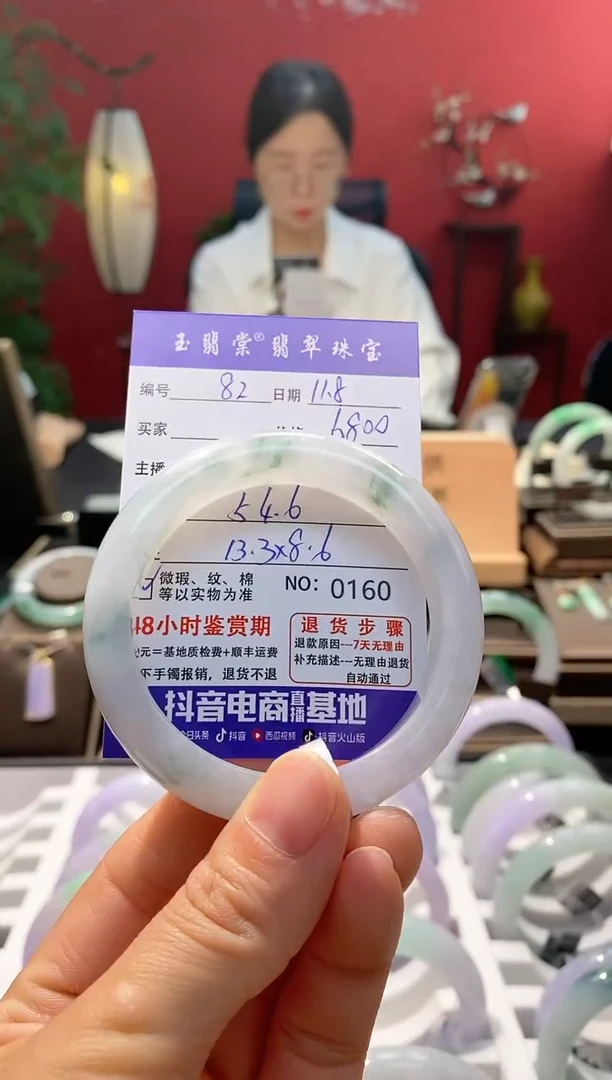 玉翡棠®翡翠珠宝
编号 82 日期 11.8
买家 6800
主播
54.6
13.3x8.6
微瑕、纹、棉
等以实物为准
NO: 0160
48小时鉴赏期
元=基地质检费+顺丰运费
下手镯报销，退货不退
退货步骤
退款原因---7天无理由
补充描述---无理由退货
自动通过
抖音电商直播基地
今日头条 抖音 西瓜视频 抖音火山版